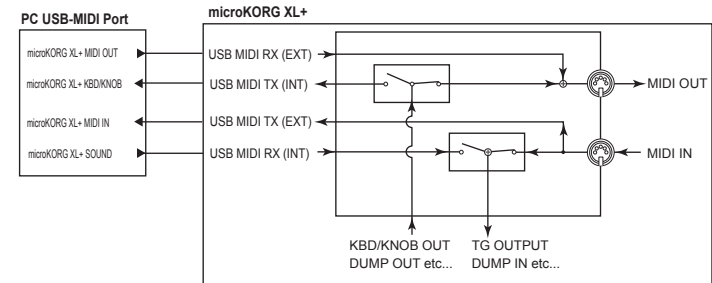 PC USB-MIDI Port
microKORG XL+
microKORG XL+ MIDI OUT
USB MIDI RX (EXT)
microKORG XL+ KBD/KNOB
USB MIDI TX (INT)
MIDI OUT
microKORG XL+ MIDI IN
USB MIDI TX (EXT)
microKORG XL+ SOUND
USB MIDI RX (INT)
MIDI IN
KBD/KNOB OUT
DUMP OUT etc...
TG OUTPUT
DUMP IN etc...